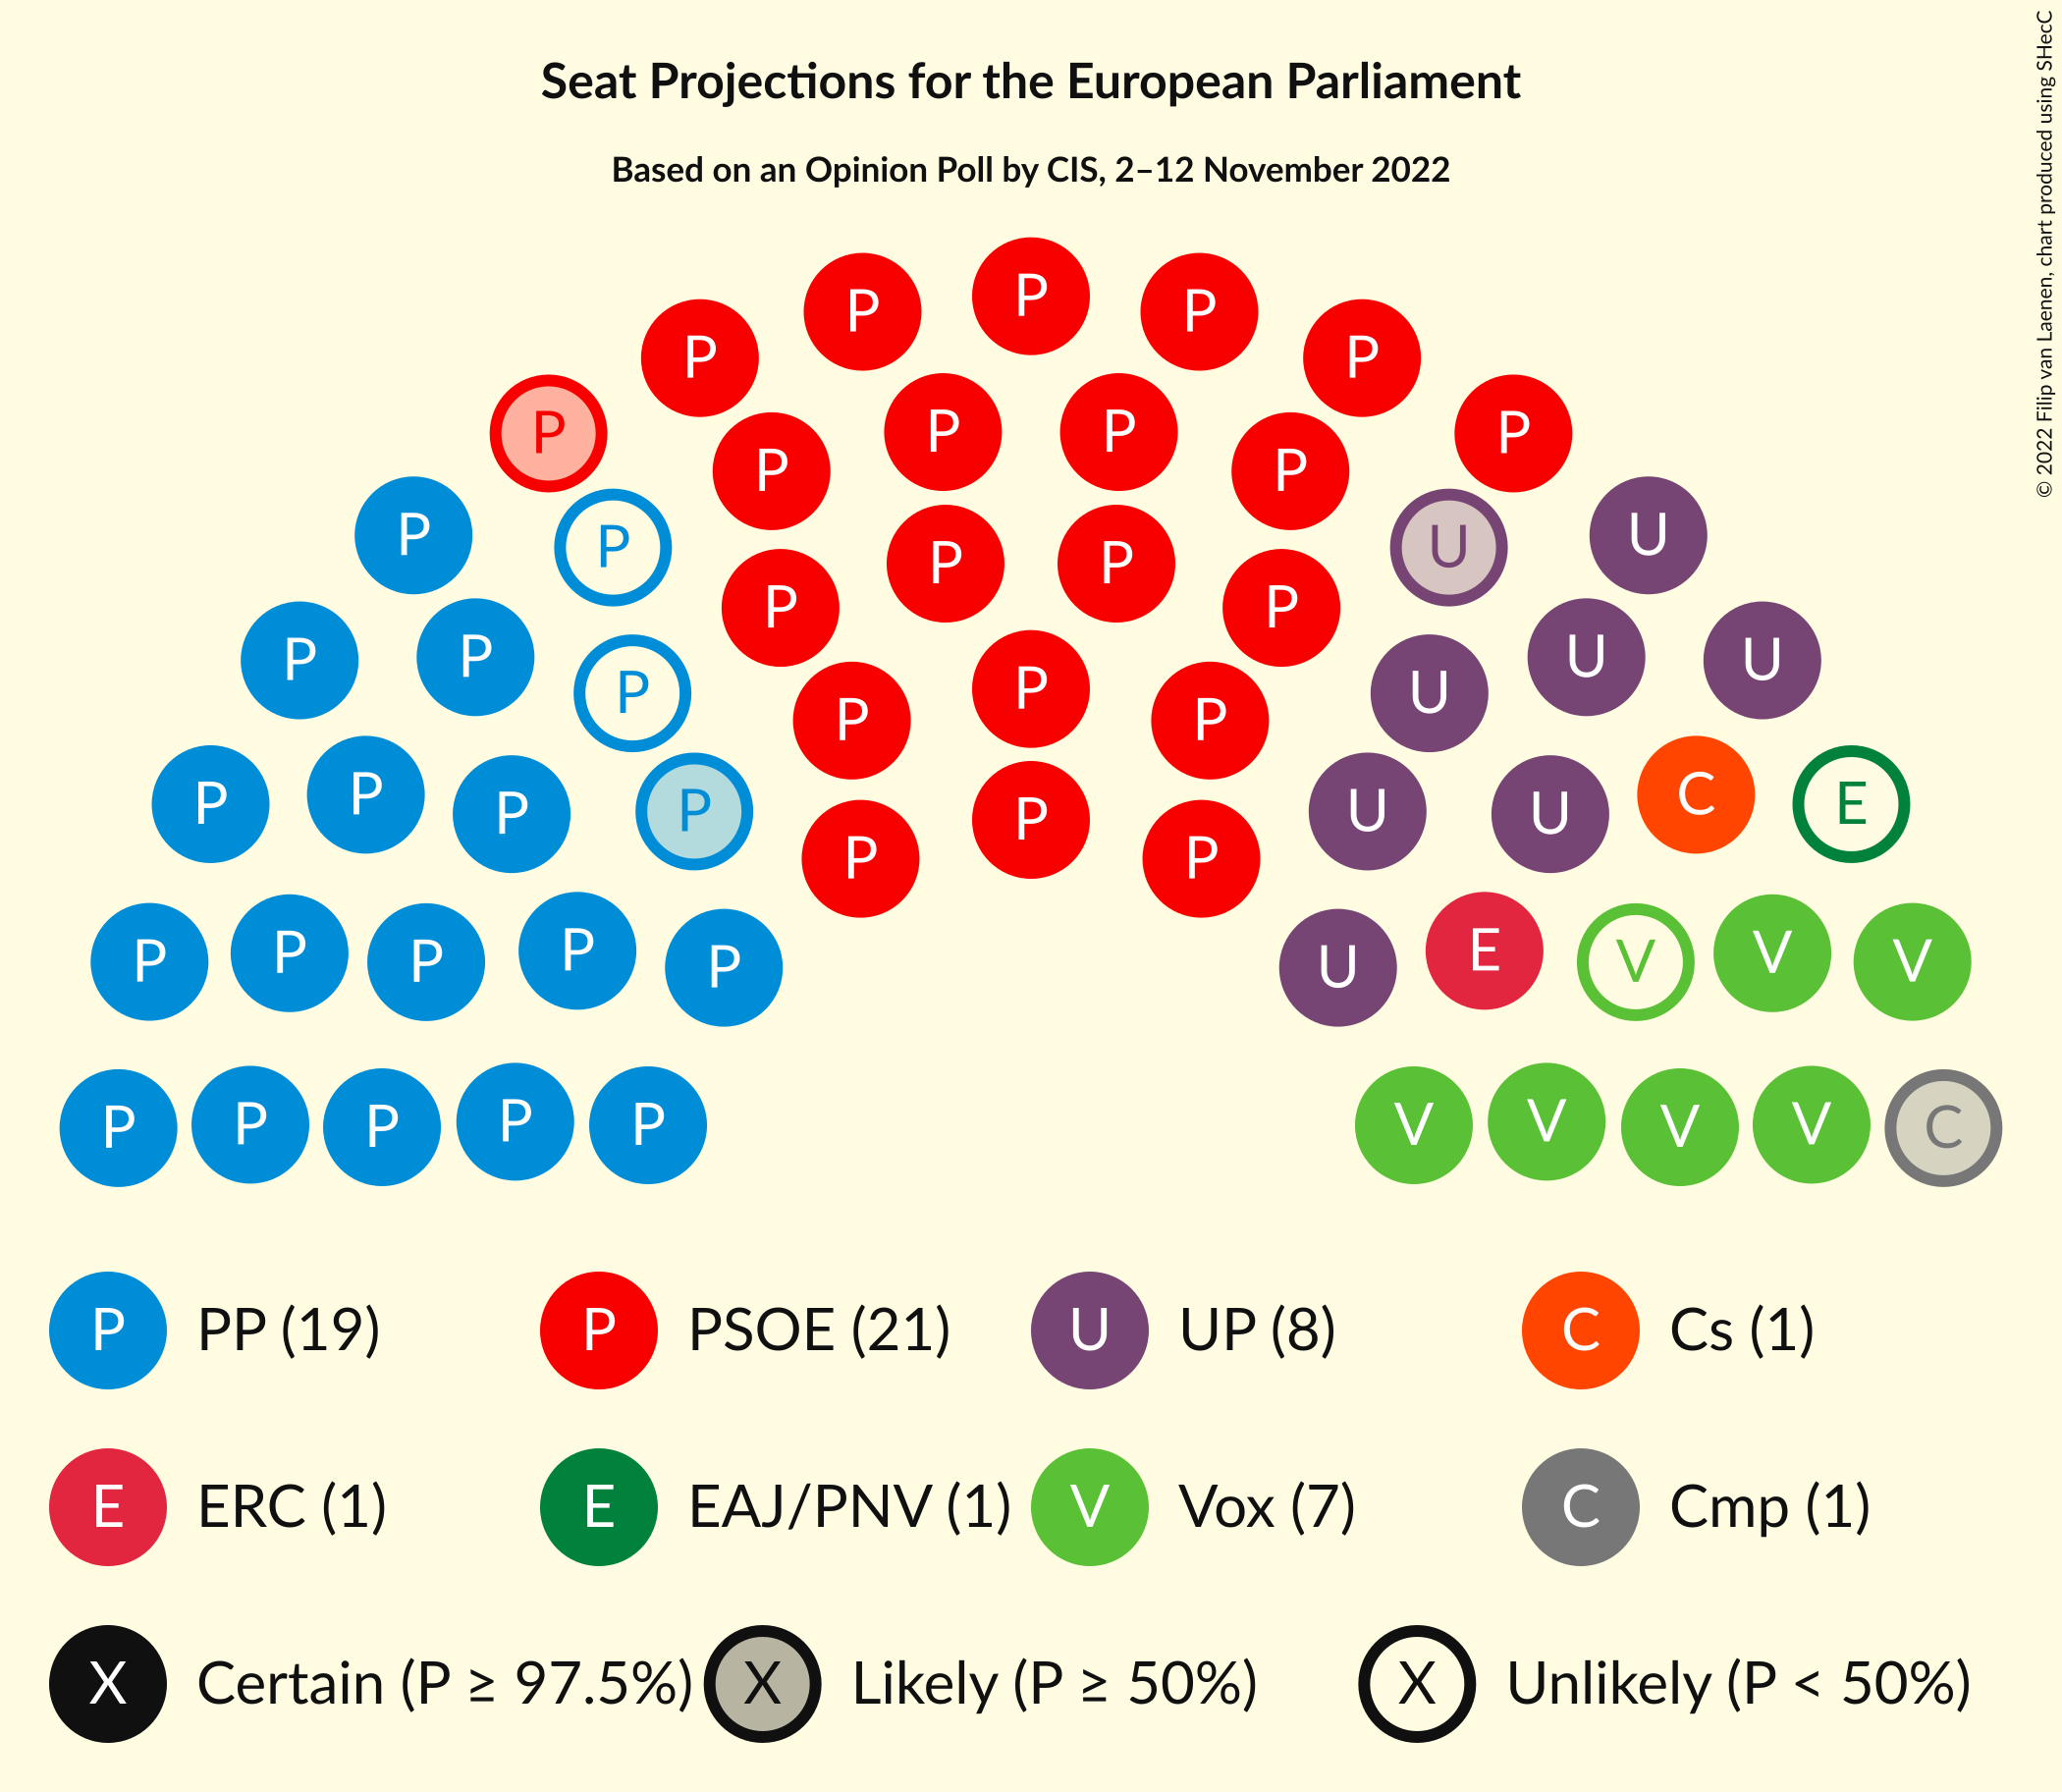 Seat Projections for the European Parliament
Based on an Opinion Poll by CIS, 2–12 November 2022
© 2022 Filip van Laenen, chart produced using SHecC
P P P
P P
P P P P
P P
P P P P U U
P P
P P P P U U U
P P
P P P P P U U C E
P P
P P P P P U E V V V
P P P P P V V V V C
P PP (19) P PSOE (21) U UP (8) C Cs (1)
E ERC (1) E EAJ/PNV (1) V Vox (7) C Cmp (1)
X Certain (P ≥ 97.5%) X Likely (P ≥ 50%) X Unlikely (P < 50%)